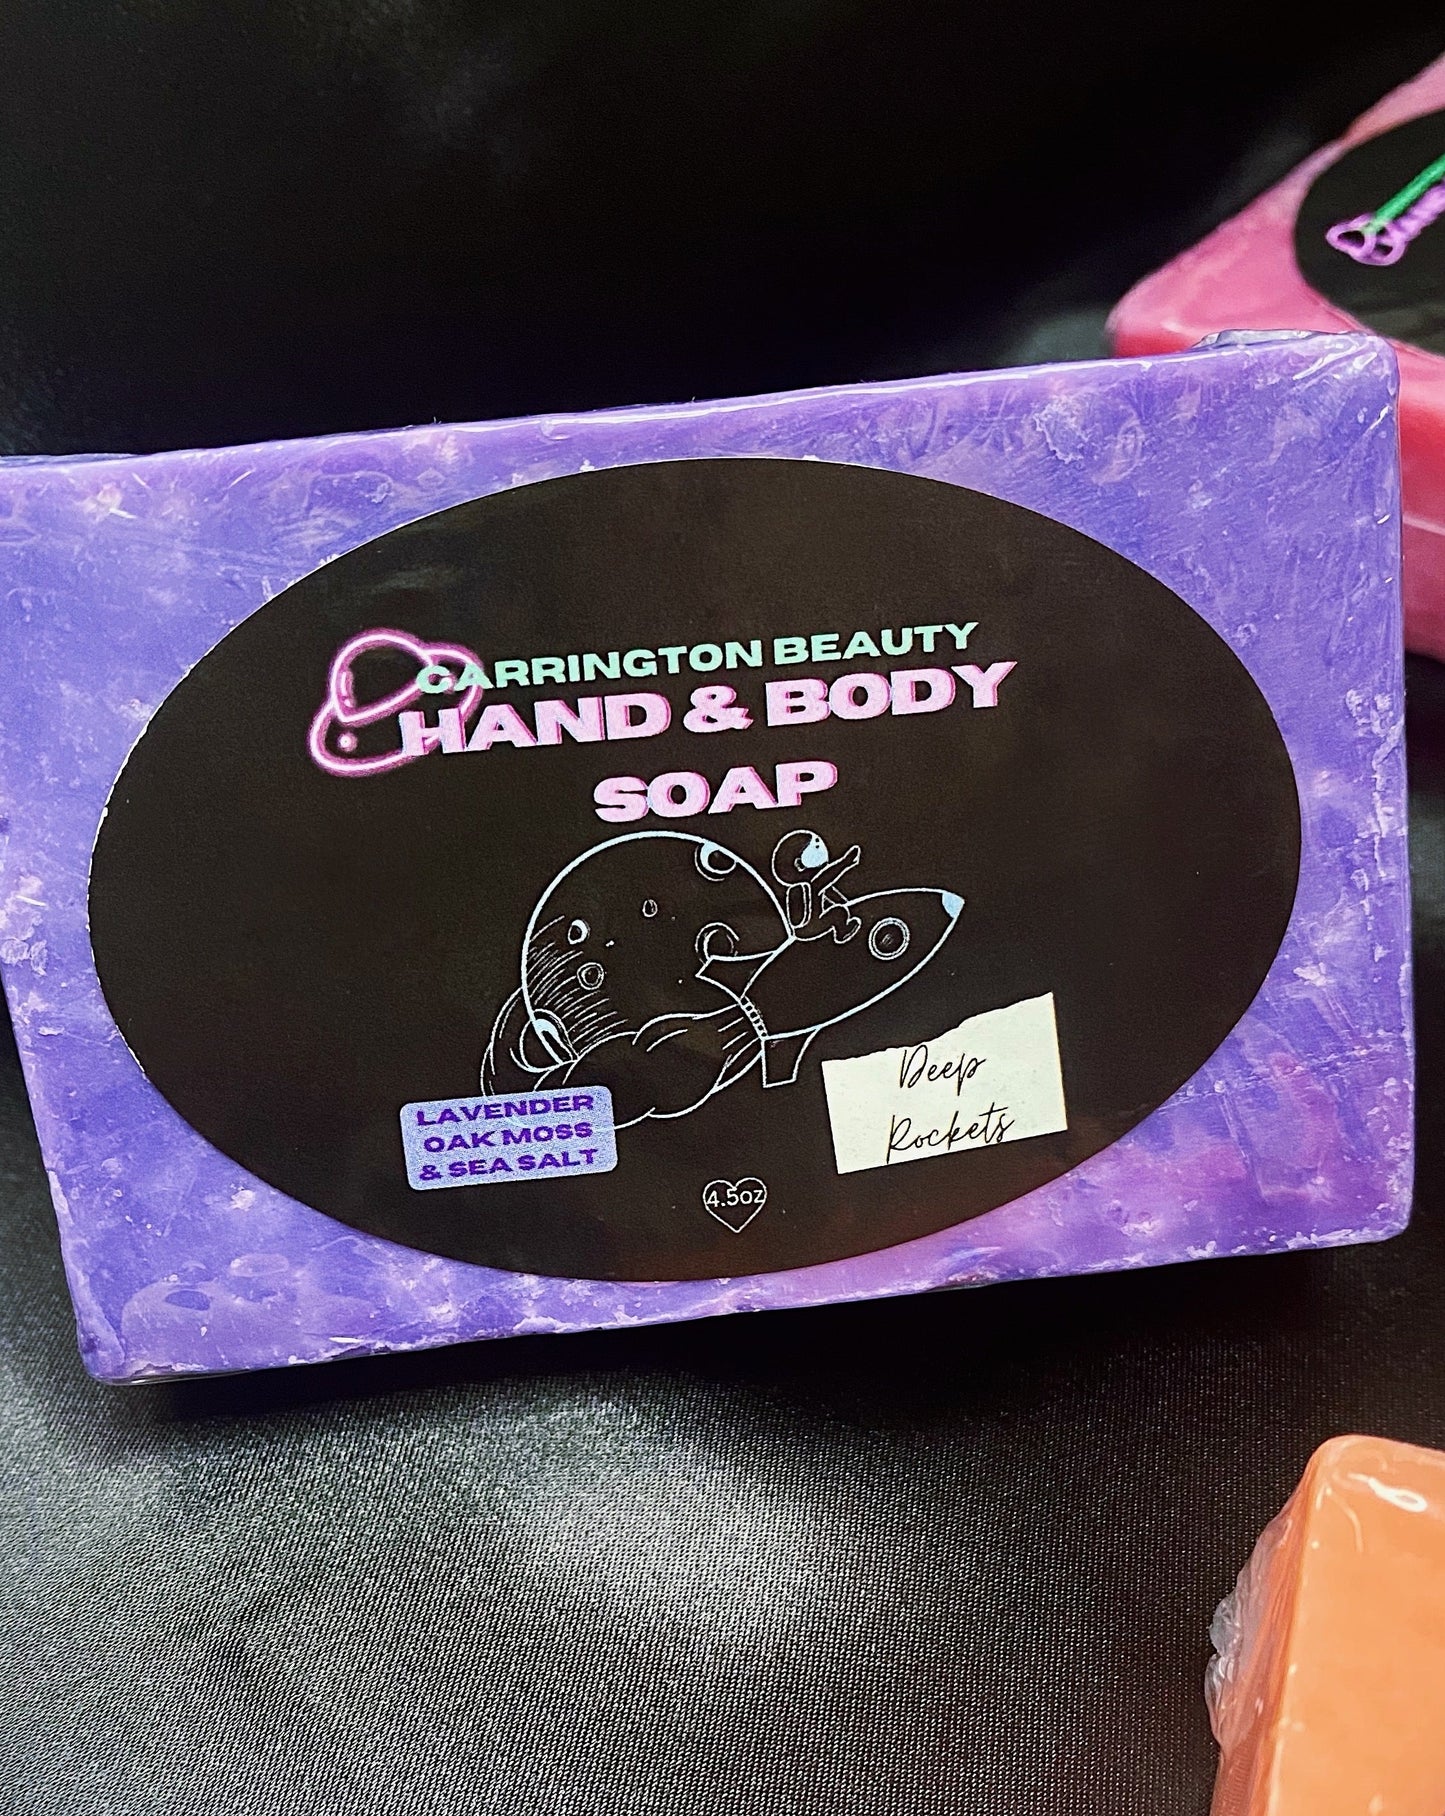 CARRINGTON BEAUTY
HAND & BODY
SOAP
LAVENDER
OAK MOSS
& SEA SALT
Deep
Rockets
4.5oz